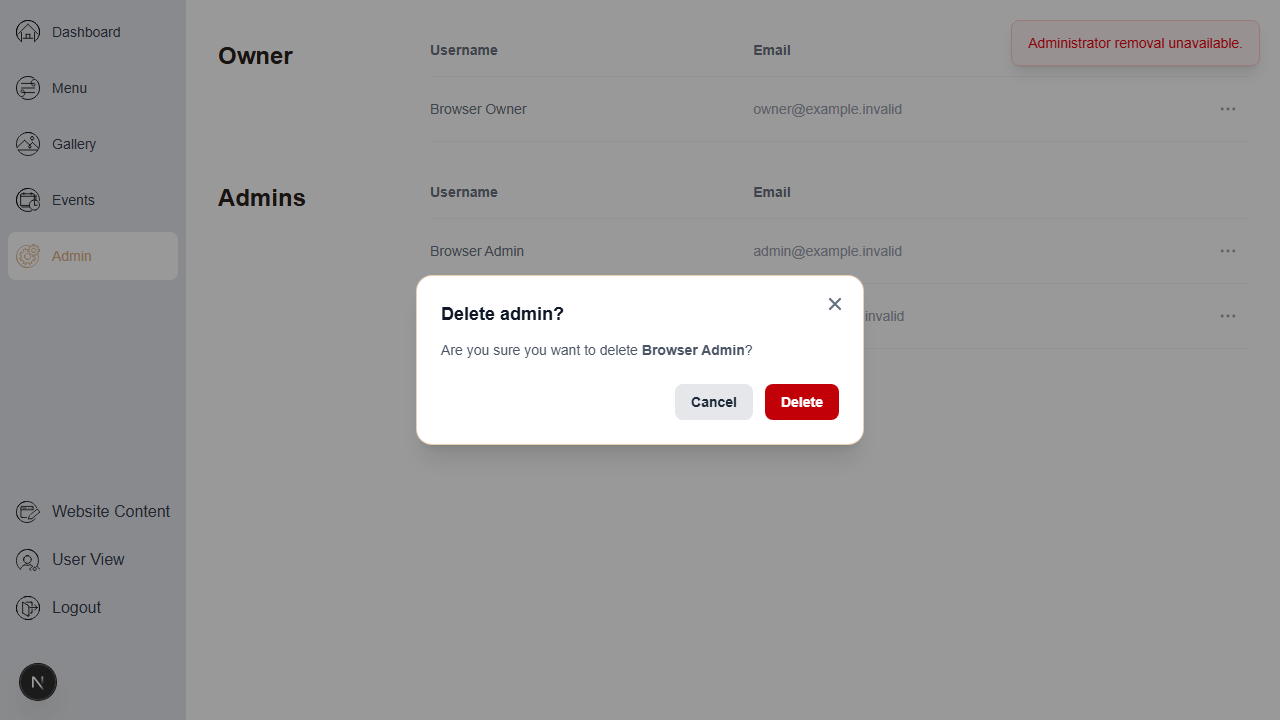 Dashboard
Menu
Gallery
Events
Admin
Website Content
User View
Logout
N
Owner
Username Email
Browser Owner owner@example.invalid
Administrator removal unavailable.
Admins
Username Email
Browser Admin admin@example.invalid
invalid
Delete admin?
Are you sure you want to delete Browser Admin?
Cancel Delete